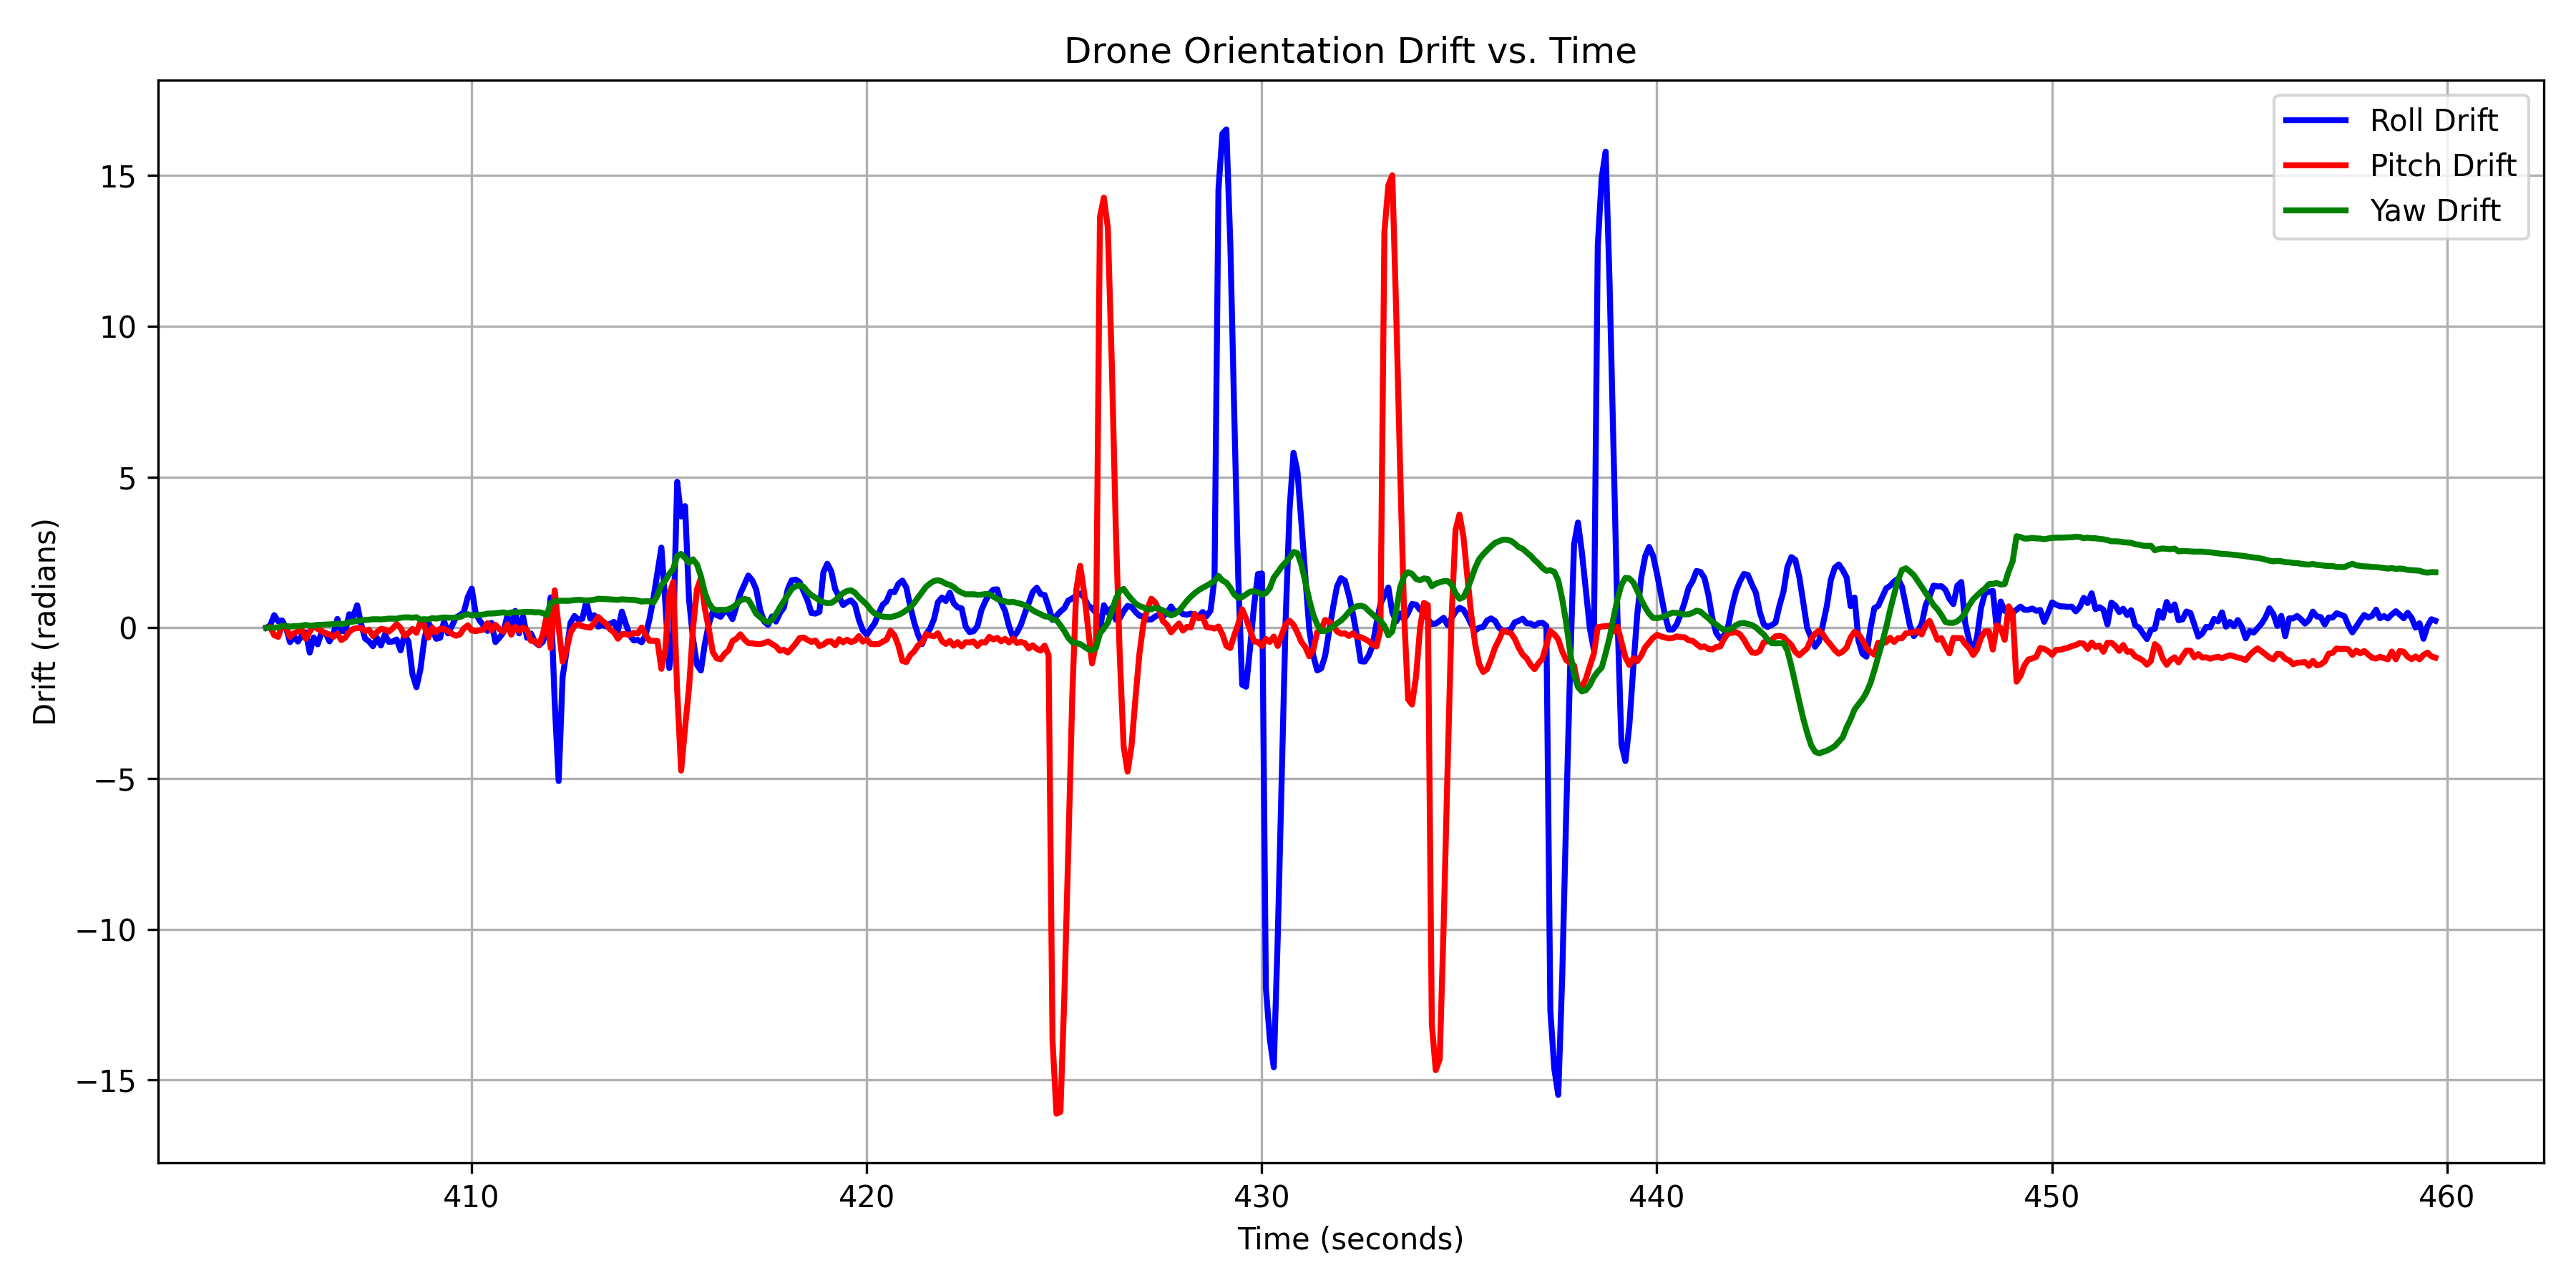 Drone Orientation Drift vs. Time
Roll Drift
Pitch Drift
Yaw Drift
Drift (radians)
15
10
5
0
−5
−10
−15
410 420 430 440 450 460
Time (seconds)